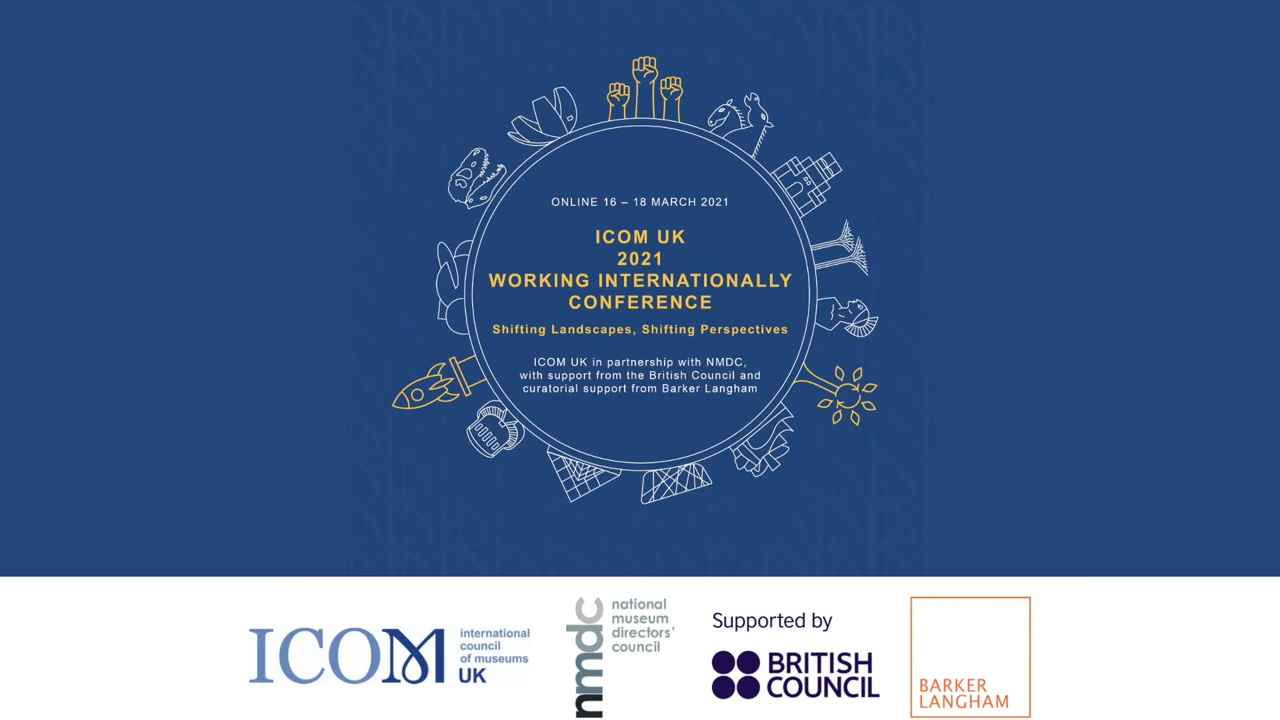 ONLINE 16 – 18 MARCH 2021
ICOM UK
2021
WORKING INTERNATIONALLY
CONFERENCE
Shifting Landscapes, Shifting Perspectives
ICOM UK in partnership with NMDC,
with support from the British Council and
curatorial support from Barker Langham
ICOM
international
council
of museums
UK
nmdc
national
museum
directors'
council
Supported by
BRITISH
COUNCIL
BARKER
LANGHAM